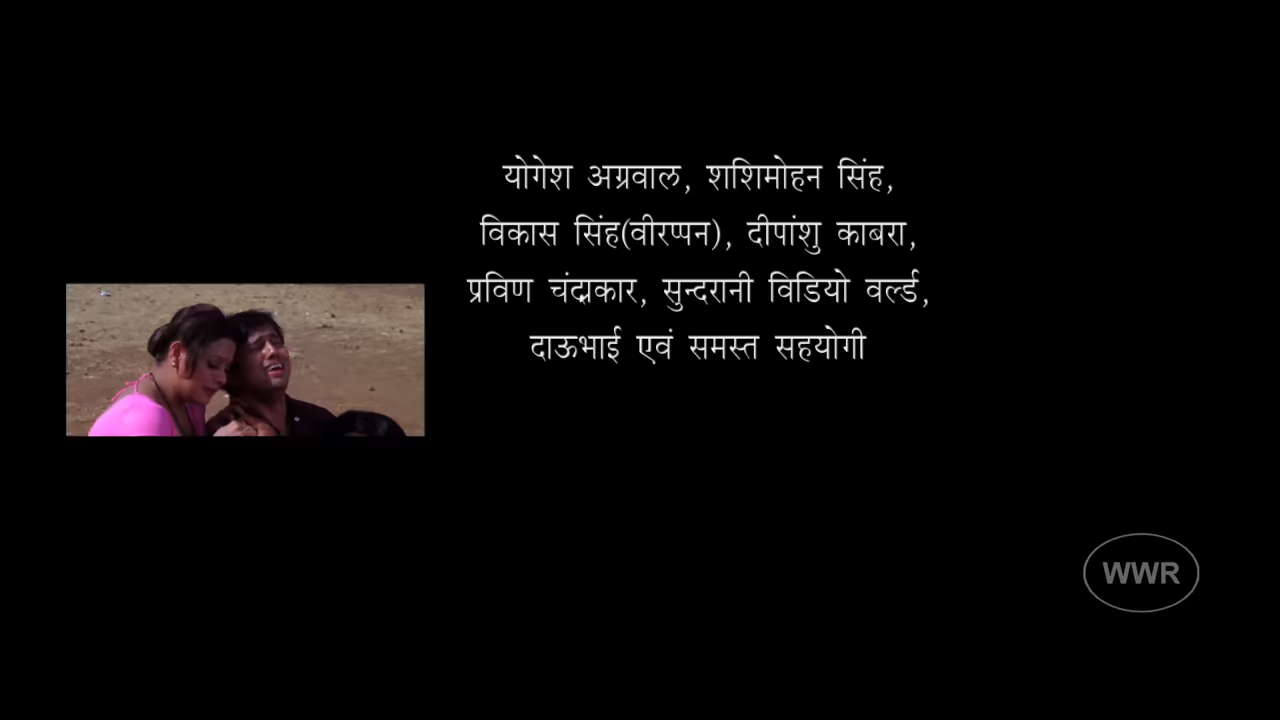 योगेश अग्रवाल, शशिमोहन सिंह,
विकास सिंह(वीरप्पन), दीपांशु काबरा,
प्रविण चंद्राकार, सुन्दरानी विडियो वर्ल्ड,
दाऊभाई एवं समस्त सहयोगी
WWR